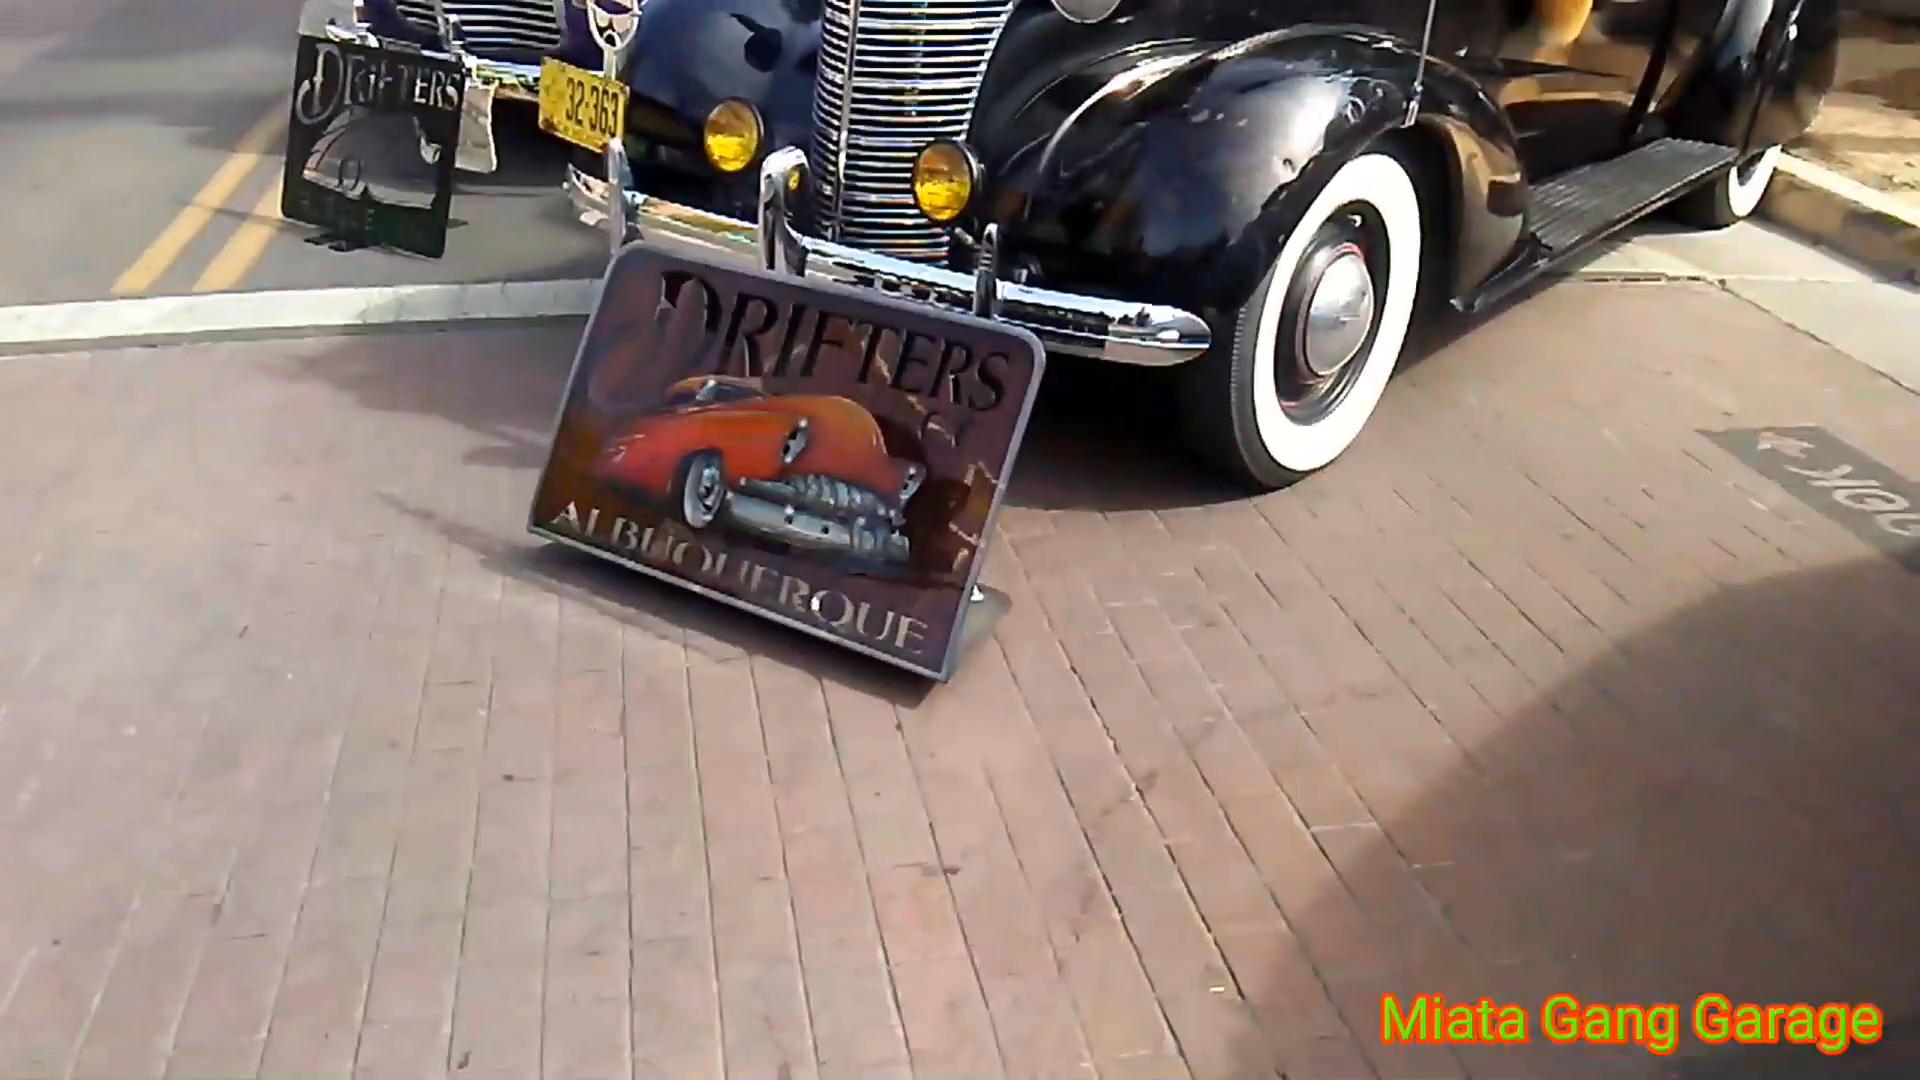 DRIFTERS
32-363
DRIFTERS
ALBUQUERQUE
Miata Gang Garage